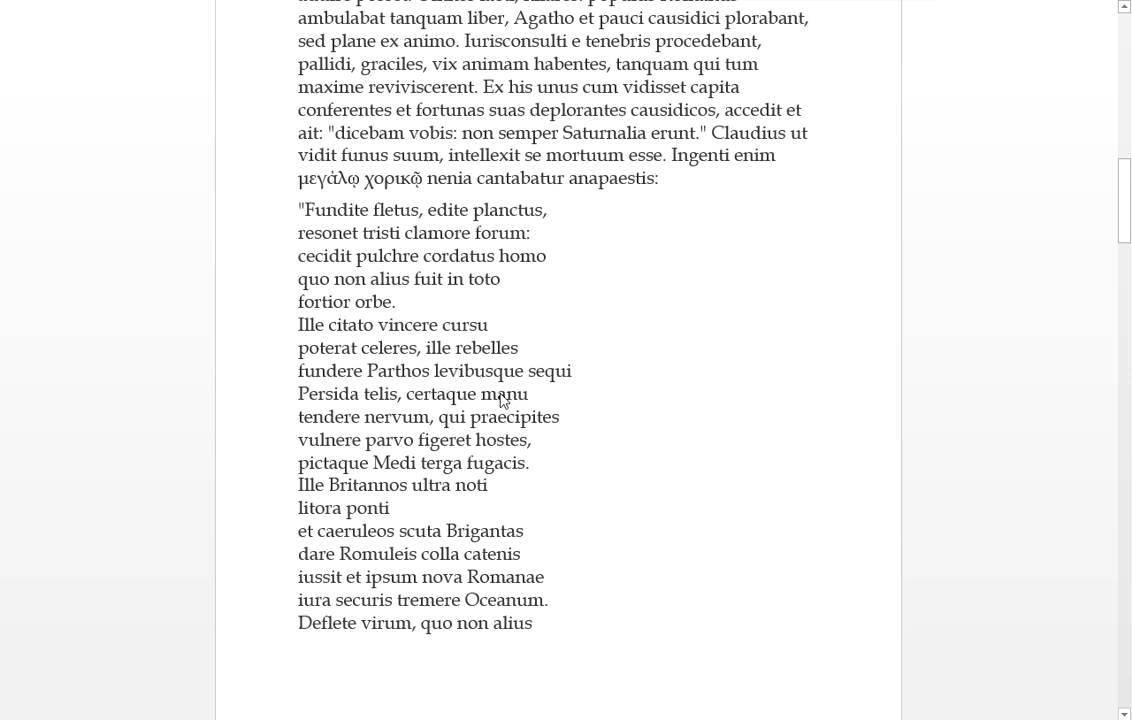 ambulabat tanquam liber, Agatho et pauci causidici plorabant,
sed plane ex animo. Iurisconsulti e tenebris procedebant,
pallidi, graciles, vix animam habentes, tanquam qui tum
maxime reviviscerent. Ex his unus cum vidisset capita
conferentes et fortunas suas deplorantes causidicos, accedit et
ait: "dicebam vobis: non semper Saturnalia erunt." Claudius ut
vidit funus suum, intellexit se mortuum esse. Ingenti enim
μεγάλῳ χορικῷ nenia cantabatur anapaestis:
"Fundite fletus, edite planctus,
resonet tristi clamore forum:
cecidit pulchre cordatus homo
quo non alius fuit in toto
fortior orbe.
Ille citato vincere cursu
poterat celeres, ille rebelles
fundere Parthos levibusque sequi
Persida telis, certaque manu
tendere nervum, qui praecipites
vulnere parvo figeret hostes,
pictaque Medi terga fugacis.
Ille Britannos ultra noti
litora ponti
et caeruleos scuta Brigantas
dare Romuleis colla catenis
iussit et ipsum nova Romanae
iura securis tremere Oceanum.
Deflete virum, quo non alius